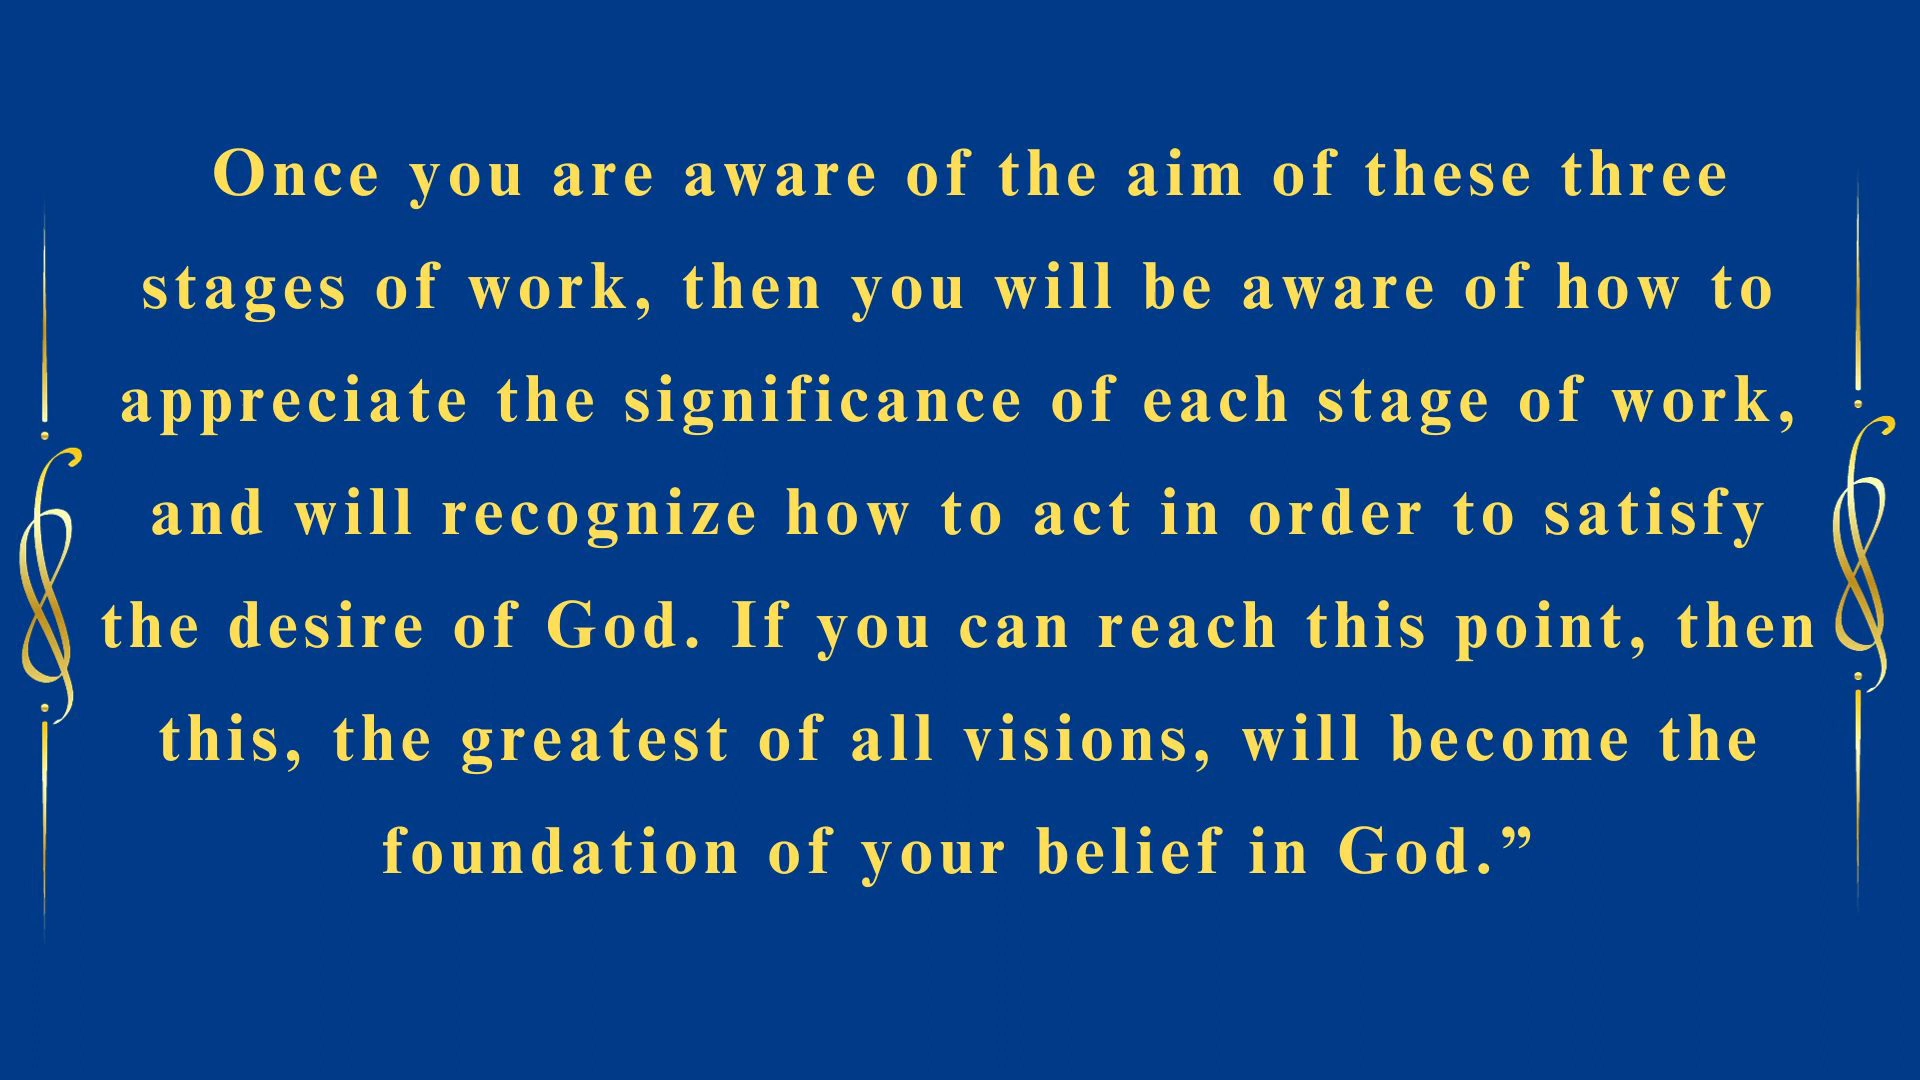 Once you are aware of the aim of these three
stages of work, then you will be aware of how to
appreciate the significance of each stage of work,
and will recognize how to act in order to satisfy
the desire of God. If you can reach this point, then
this, the greatest of all visions, will become the
foundation of your belief in God.”